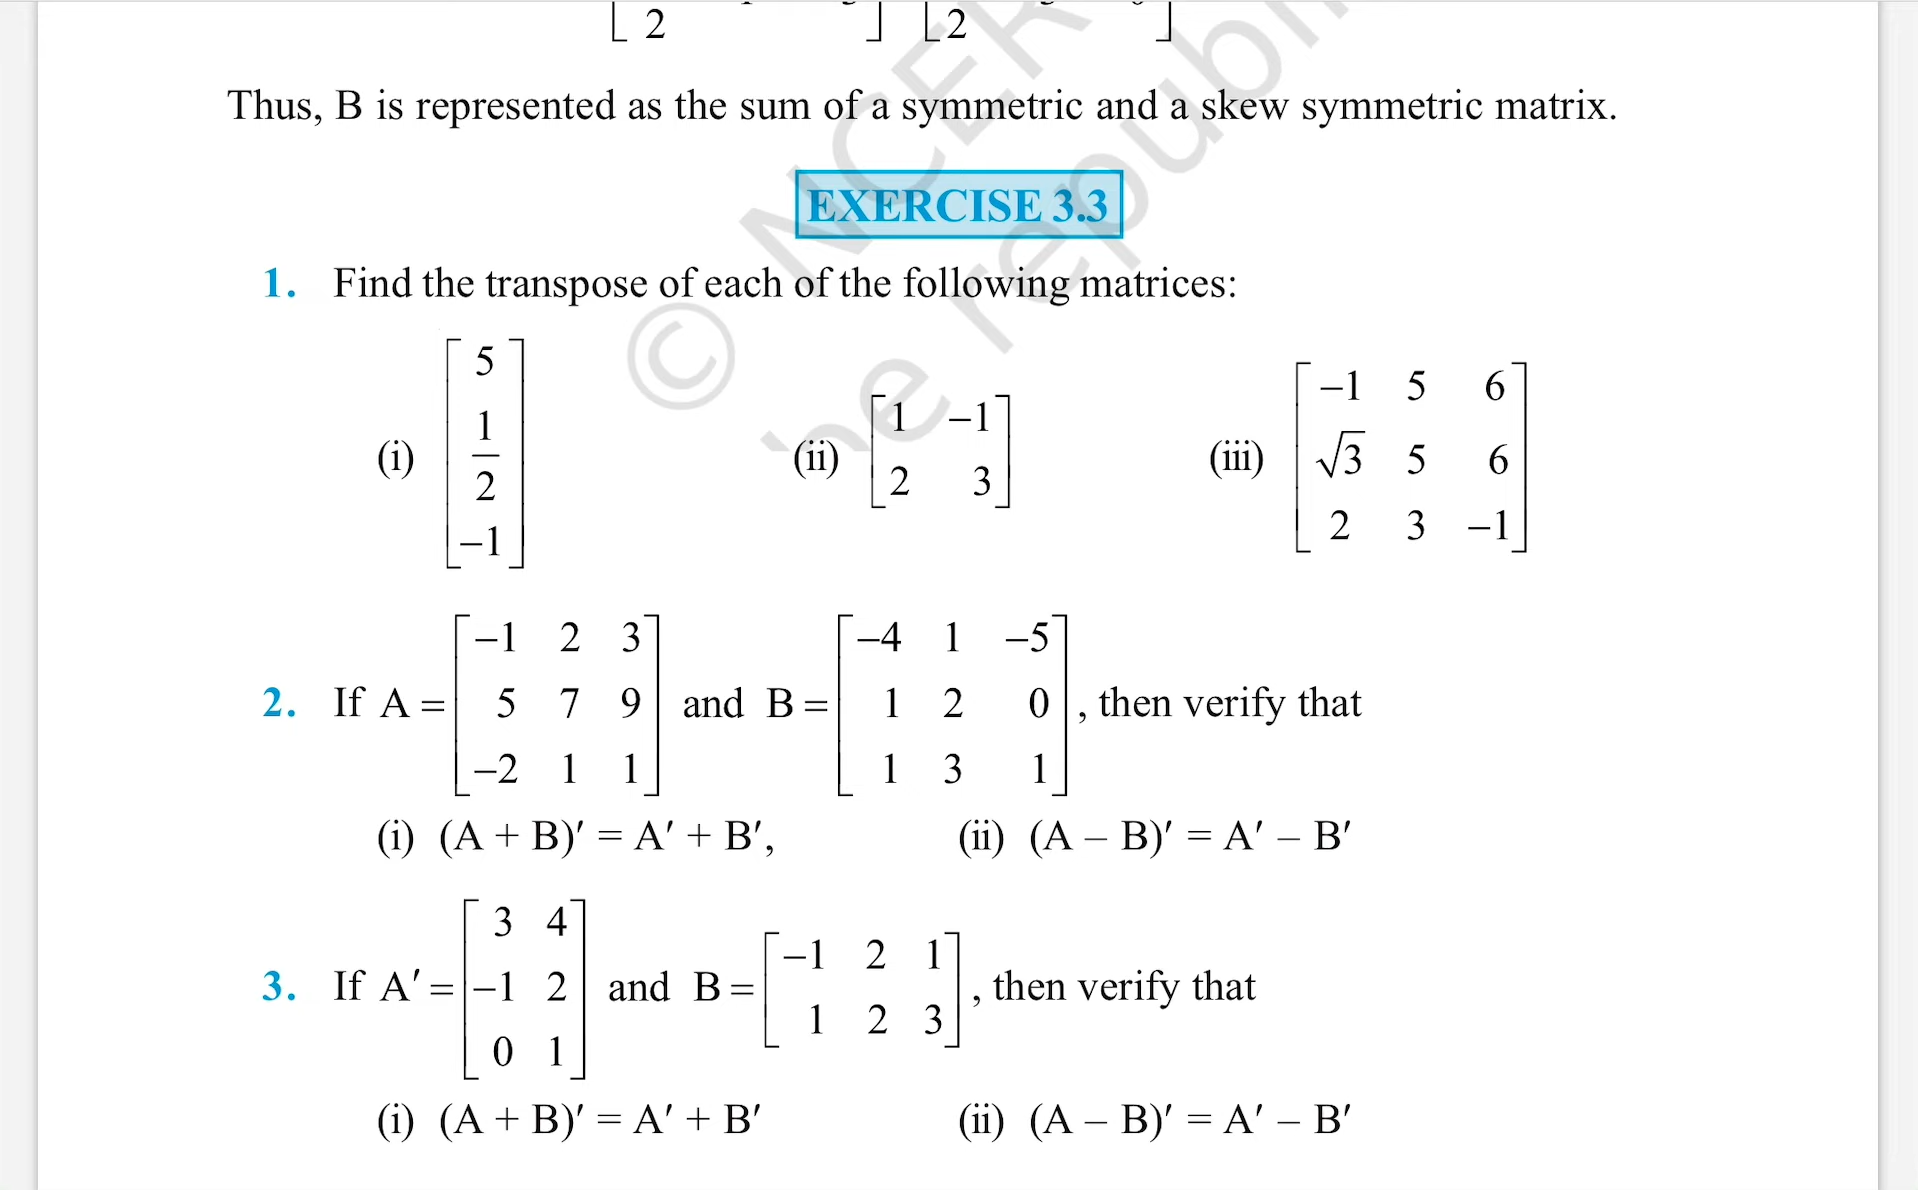 2 2
Thus, B is represented as the sum of a symmetric and a skew symmetric matrix.
EXERCISE 3.3
1. Find the transpose of each of the following matrices:
(i) [5; 1/2; −1] (ii) [1 −1; 2 3] (iii) [−1 5 6; √3 5 6; 2 3 −1]
2. If A = [−1 2 3; 5 7 9; −2 1 1] and B = [−4 1 −5; 1 2 0; 1 3 1], then verify that
(i) (A + B)′ = A′ + B′, (ii) (A – B)′ = A′ – B′
3. If A′ = [3 4; −1 2; 0 1] and B = [−1 2 1; 1 2 3], then verify that
(i) (A + B)′ = A′ + B′ (ii) (A – B)′ = A′ – B′